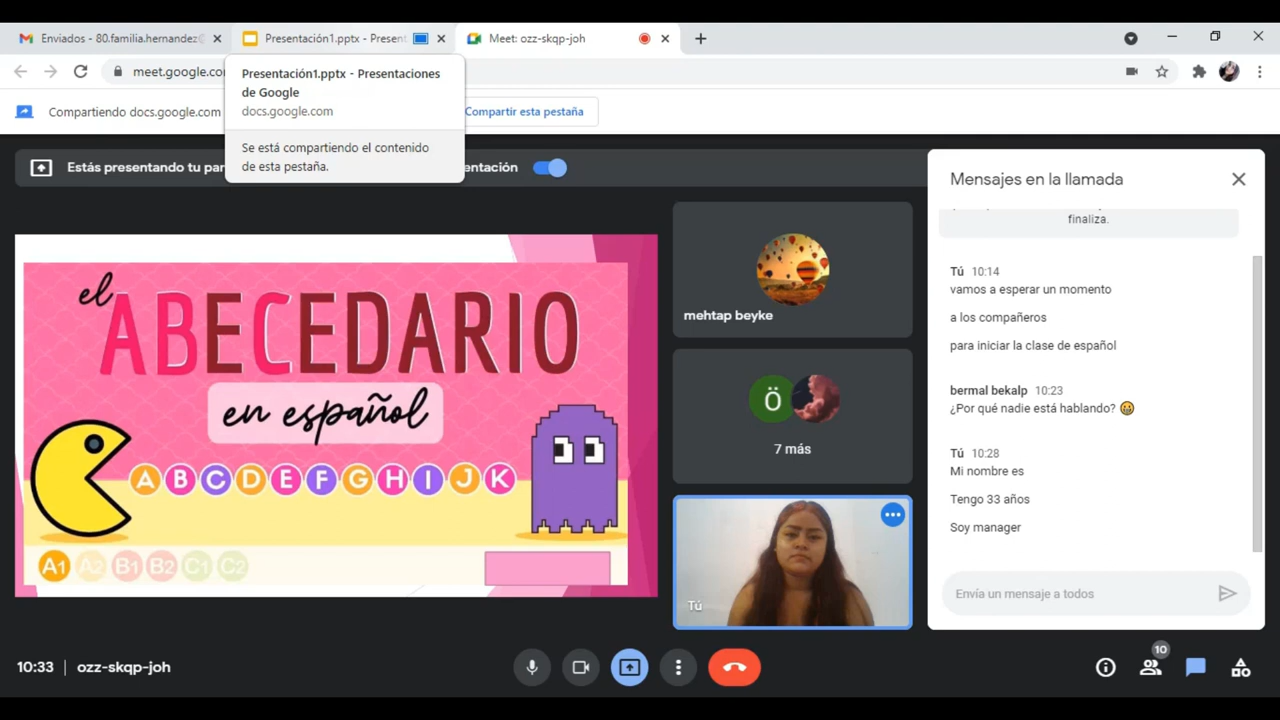 Enviados - 80.familia.hernandez@
Presentación1.pptx - Present
Meet: ozz-skqp-joh
meet.google.co
Presentación1.pptx - Presentaciones
de Google
docs.google.com
Se está compartiendo el contenido
de esta pestaña.
Compartiendo docs.google.com
Compartir esta pestaña
Estás presentando tu
entación
el
ABECEDARIO
en español
A B C D E F G H I J K
A1 A2 B1 B2 C1 C2
mehtap beyke
Ö
7 más
Tú
Mensajes en la llamada
finaliza.
Tú 10:14
vamos a esperar un momento
a los compañeros
para iniciar la clase de español
bermal bekalp 10:23
¿Por qué nadie está hablando? 😀
Tú 10:28
Mi nombre es
Tengo 33 años
Soy manager
Envía un mensaje a todos
10:33 | ozz-skqp-joh
10